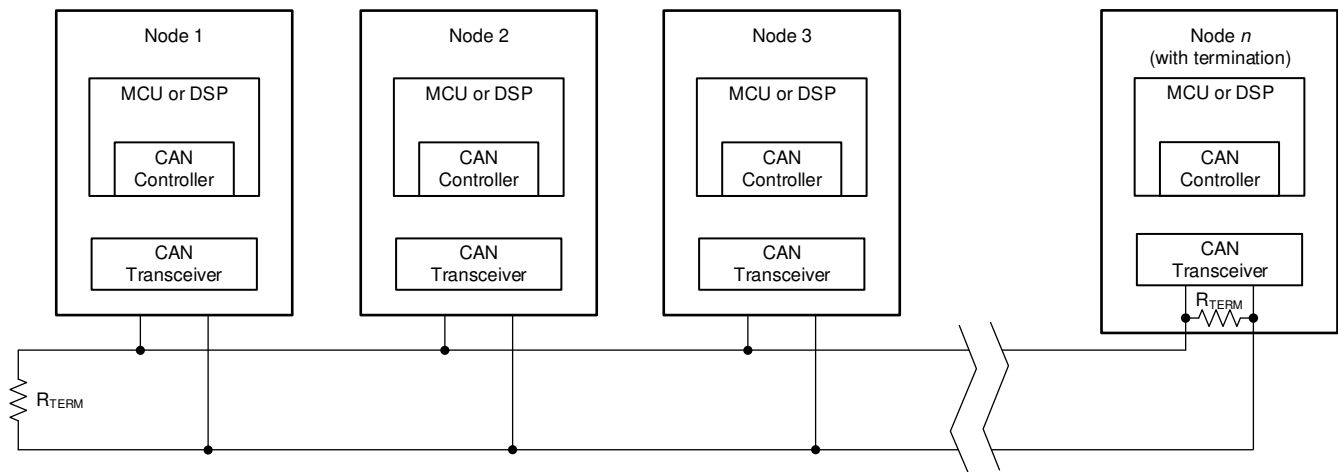 Node 1
MCU or DSP
CAN
Controller
CAN
Transceiver
Node 2
MCU or DSP
CAN
Controller
CAN
Transceiver
Node 3
MCU or DSP
CAN
Controller
CAN
Transceiver
Node n
(with termination)
MCU or DSP
CAN
Controller
CAN
Transceiver
RTERM
RTERM